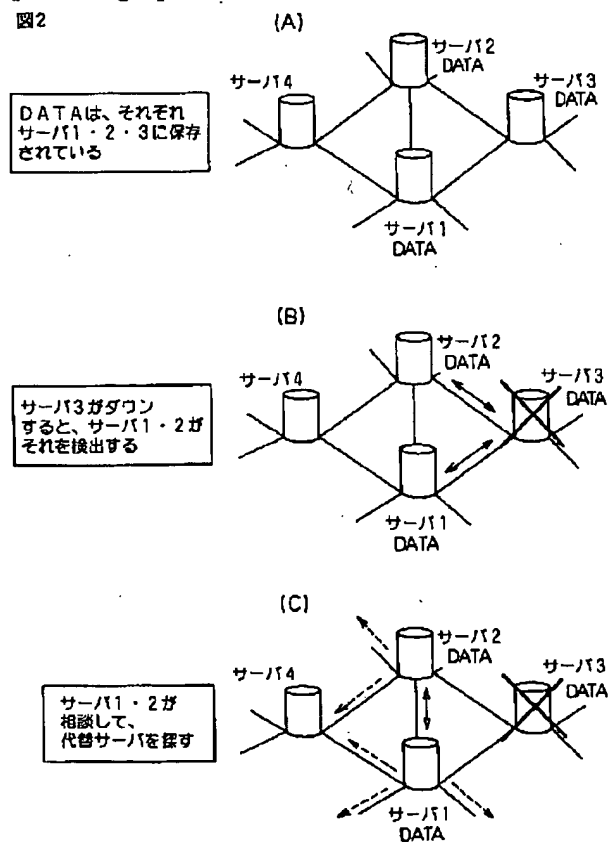 図2
(A)
サーバ2
DATA
サーバ4
サーバ3
DATA
DATAは、それぞれ
サーバ1・2・3に保存
されている
サーバ1
DATA
(B)
サーバ2
DATA
サーバ4
サーバ3
DATA
サーバ3がダウン
すると、サーバ1・2が
それを検出する
サーバ1
DATA
(C)
サーバ2
DATA
サーバ4
サーバ3
DATA
サーバ1・2が
相談して、
代替サーバを探す
サーバ1
DATA